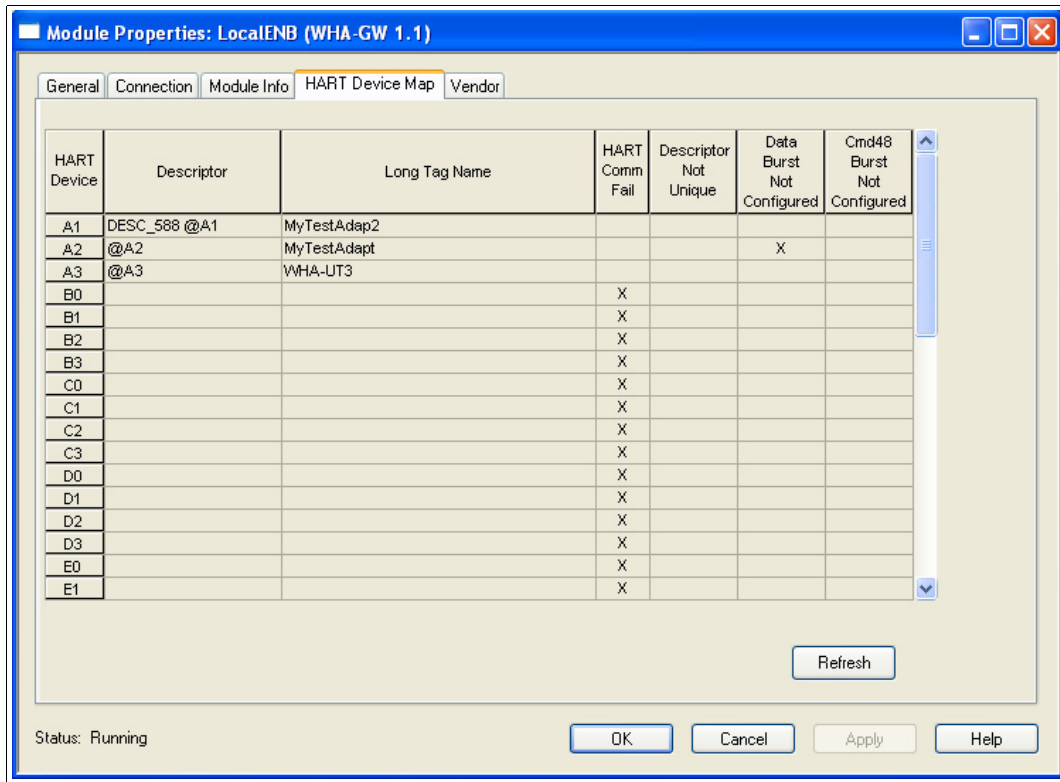 Module Properties: LocalENB (WHA-GW 1.1)
General Connection Module Info HART Device Map Vendor
HART Device Descriptor Long Tag Name HART Comm Fail Descriptor Not Unique Data Burst Not Configured Cmd48 Burst Not Configured
A1 DESC_588 @A1 MyTestAdap2
A2 @A2 MyTestAdapt X
A3 @A3 WHA-UT3
B0 X
B1 X
B2 X
B3 X
C0 X
C1 X
C2 X
C3 X
D0 X
D1 X
D2 X
D3 X
E0 X
E1 X
Refresh
Status: Running OK Cancel Apply Help